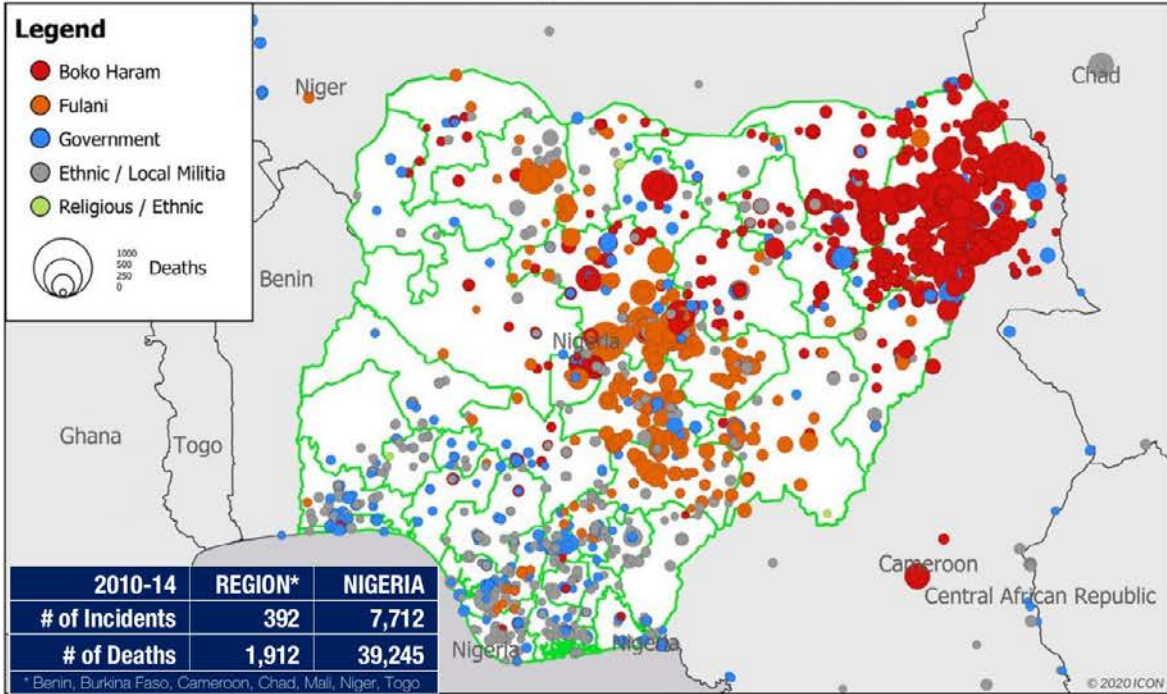 Legend
Boko Haram
Fulani
Government
Ethnic / Local Militia
Religious / Ethnic
1000
500
250
0
Deaths
Niger
Chad
Benin
Nigeria
Ghana
Togo
Cameroon
Central African Republic
Nigeria
Nigeria
2010-14 REGION* NIGERIA
# of Incidents 392 7,712
# of Deaths 1,912 39,245
* Benin, Burkina Faso, Cameroon, Chad, Mali, Niger, Togo
© 2020 ICON